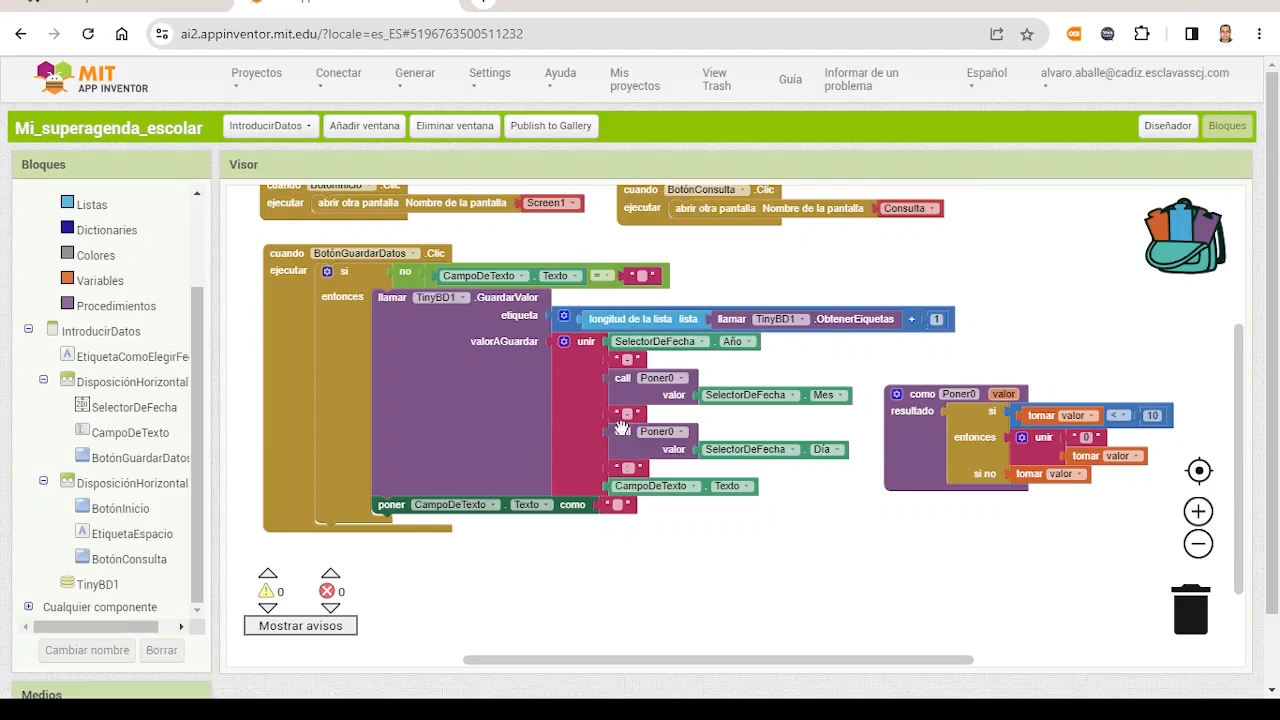 ai2.appinventor.mit.edu/?locale=es_ES#5196763500511232
MIT
APP INVENTOR
Proyectos
Conectar
Generar
Settings
Ayuda
Mis
proyectos
View
Trash
Guía
Informar de un
problema
Español
alvaro.aballe@cadiz.esclavasscj.com
Mi_superagenda_escolar
IntroducirDatos
Añadir ventana
Eliminar ventana
Publish to Gallery
Diseñador
Bloques
Bloques
Visor
Listas
Dictionaries
Colores
Variables
Procedimientos
IntroducirDatos
EtiquetaComoElegirFe
DisposiciónHorizontal
SelectorDeFecha
CampoDeTexto
BotónGuardarDatos
DisposiciónHorizontal
BotónInicio
EtiquetaEspacio
BotónConsulta
TinyBD1
Cualquier componente
Cambiar nombre
Borrar
Medios
cuando BotónInicio .Clic
ejecutar abrir otra pantalla Nombre de la pantalla Screen1
cuando BotónConsulta .Clic
ejecutar abrir otra pantalla Nombre de la pantalla Consulta
cuando BotónGuardarDatos .Clic
ejecutar si no CampoDeTexto . Texto = " "
entonces llamar TinyBD1 .GuardarValor
etiqueta longitud de la lista lista llamar TinyBD1 .ObtenerEiquetas + 1
valorAGuardar unir SelectorDeFecha . Año
" - "
call Poner0
valor SelectorDeFecha . Mes
" - "
Poner0
valor SelectorDeFecha . Día
" : "
CampoDeTexto . Texto
poner CampoDeTexto . Texto como " "
como Poner0 valor
resultado si tomar valor < 10
entonces unir " 0 "
tomar valor
si no tomar valor
0
0
Mostrar avisos